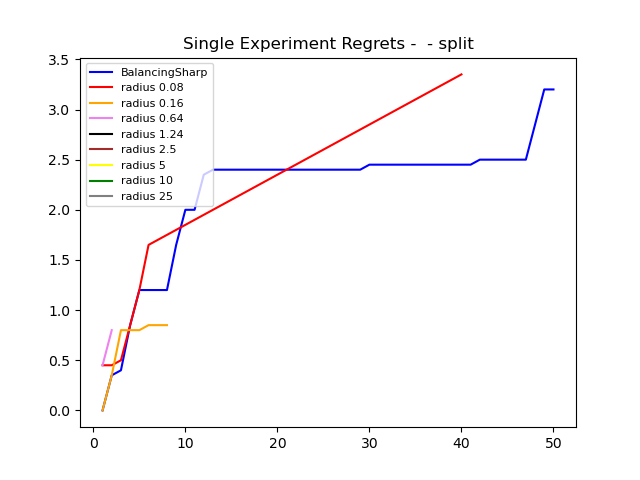 Single Experiment Regrets -  - split
BalancingSharp
radius 0.08
radius 0.16
radius 0.64
radius 1.24
radius 2.5
radius 5
radius 10
radius 25
3.5
3.0
2.5
2.0
1.5
1.0
0.5
0.0
0 10 20 30 40 50